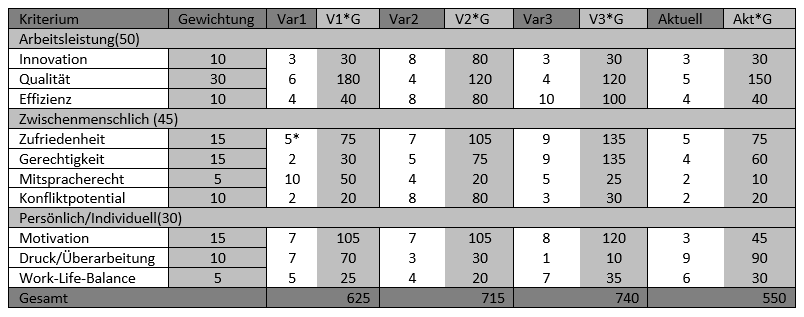 Kriterium Gewichtung Var1 V1*G Var2 V2*G Var3 V3*G Aktuell Akt*G
Arbeitsleistung(50)
Innovation 10 3 30 8 80 3 30 3 30
Qualität 30 6 180 4 120 4 120 5 150
Effizienz 10 4 40 8 80 10 100 4 40
Zwischenmenschlich (45)
Zufriedenheit 15 5* 75 7 105 9 135 5 75
Gerechtigkeit 15 2 30 5 75 9 135 4 60
Mitspracherecht 5 10 50 4 20 5 25 2 10
Konfliktpotential 10 2 20 8 80 3 30 2 20
Persönlich/Individuell(30)
Motivation 15 7 105 7 105 8 120 3 45
Druck/Überarbeitung 10 7 70 3 30 1 10 9 90
Work-Life-Balance 5 5 25 4 20 7 35 6 30
Gesamt 625 715 740 550